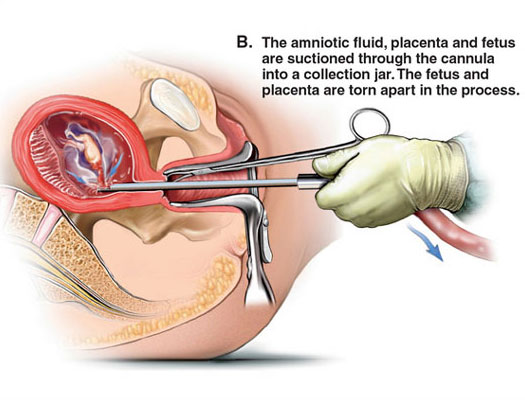 B. The amniotic fluid, placenta and fetus
are suctioned through the cannula
into a collection jar. The fetus and
placenta are torn apart in the process.